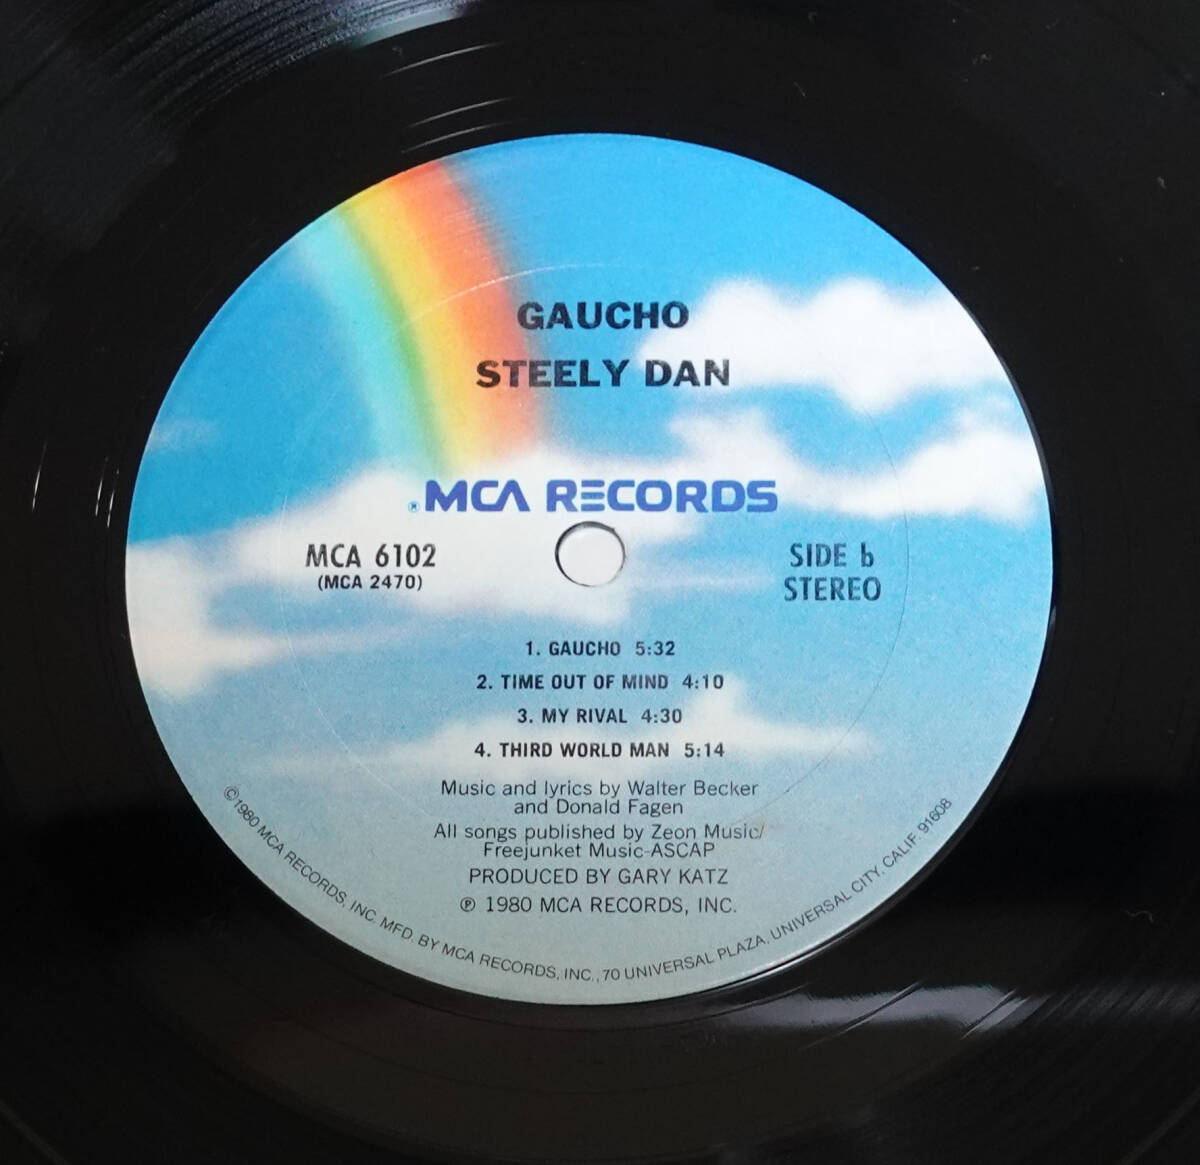 GAUCHO
STEELY DAN
® MCA RECORDS
MCA 6102
(MCA 2470)
SIDE b
STEREO
1. GAUCHO 5:32
2. TIME OUT OF MIND 4:10
3. MY RIVAL 4:30
4. THIRD WORLD MAN 5:14
Music and lyrics by Walter Becker
and Donald Fagen
All songs published by Zeon Music/
Freejunket Music-ASCAP
PRODUCED BY GARY KATZ
℗ 1980 MCA RECORDS, INC.
©1980 MCA RECORDS, INC. MFD. BY MCA RECORDS, INC., 70 UNIVERSAL PLAZA, UNIVERSAL CITY, CALIF. 91608